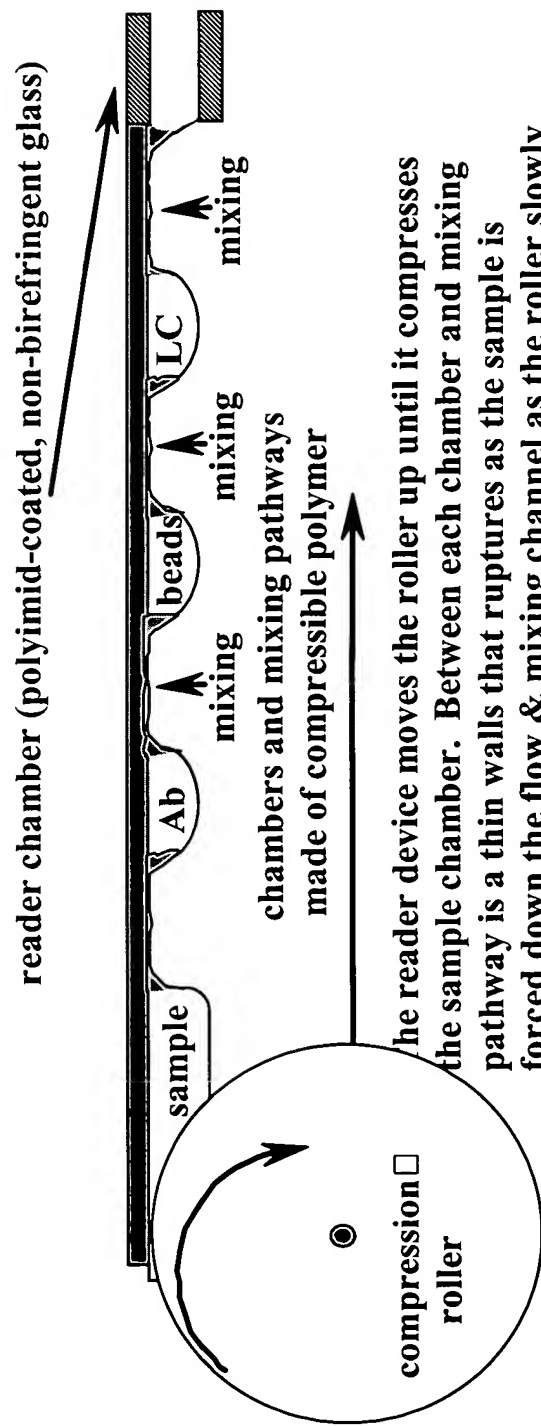 reader chamber (polyimid-coated, non-birefringent glass)
sample
Ab
beads
LC
mixing
mixing
mixing
chambers and mixing pathways
made of compressible polymer
compression□
roller
he reader device moves the roller up until it compresses
the sample chamber. Between each chamber and mixing
pathway is a thin walls that ruptures as the sample is
forced down the flow & mixing channel as the roller slowly